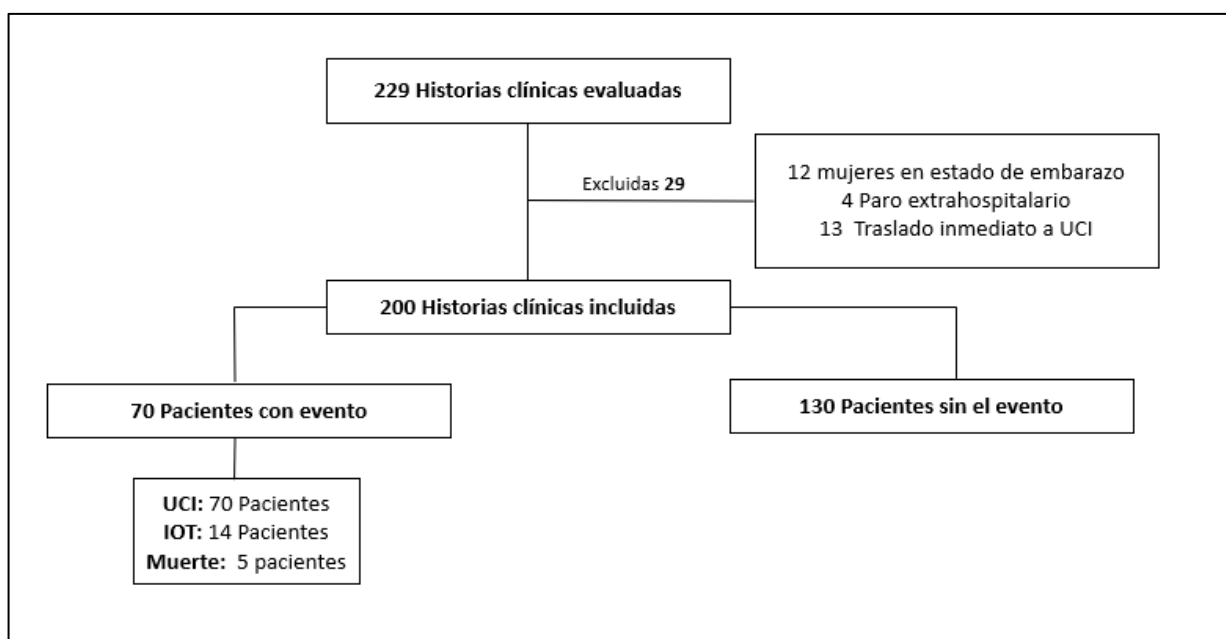 229 Historias clínicas evaluadas
Excluidas 29
12 mujeres en estado de embarazo
4 Paro extrahospitalario
13 Traslado inmediato a UCI
200 Historias clínicas incluidas
70 Pacientes con evento
130 Pacientes sin el evento
UCI: 70 Pacientes
IOT: 14 Pacientes
Muerte: 5 pacientes